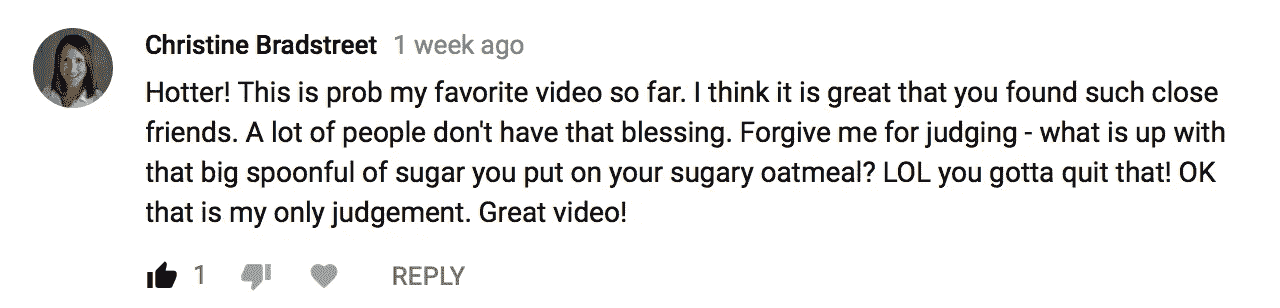 Christine Bradstreet 1 week ago
Hotter! This is prob my favorite video so far. I think it is great that you found such close
friends. A lot of people don't have that blessing. Forgive me for judging - what is up with
that big spoonful of sugar you put on your sugary oatmeal? LOL you gotta quit that! OK
that is my only judgement. Great video!
1 REPLY